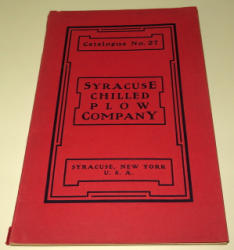 Catalogue No. 27
SYRACUSE
CHILLED
PLOW
COMPANY
SYRACUSE, NEW YORK
U.S.A.